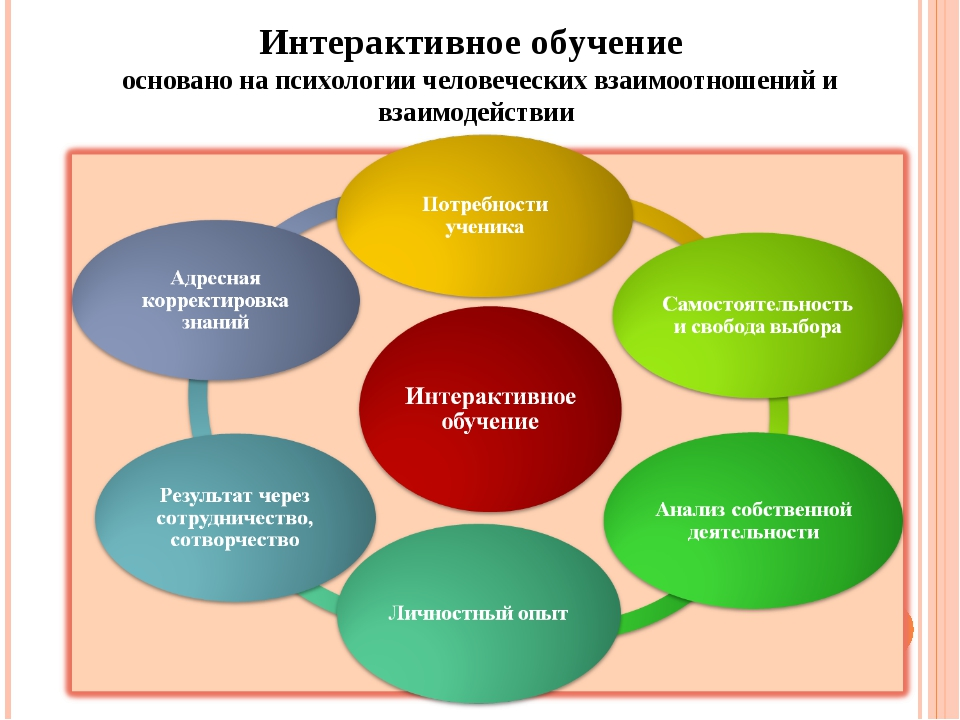 Интерактивное обучение
основано на психологии человеческих взаимоотношений и
взаимодействии
Потребности
ученика
Самостоятельность
и свобода выбора
Анализ собственной
деятельности
Личностный опыт
Результат через
сотрудничество,
сотворчество
Адресная
корректировка
знаний
Интерактивное
обучение